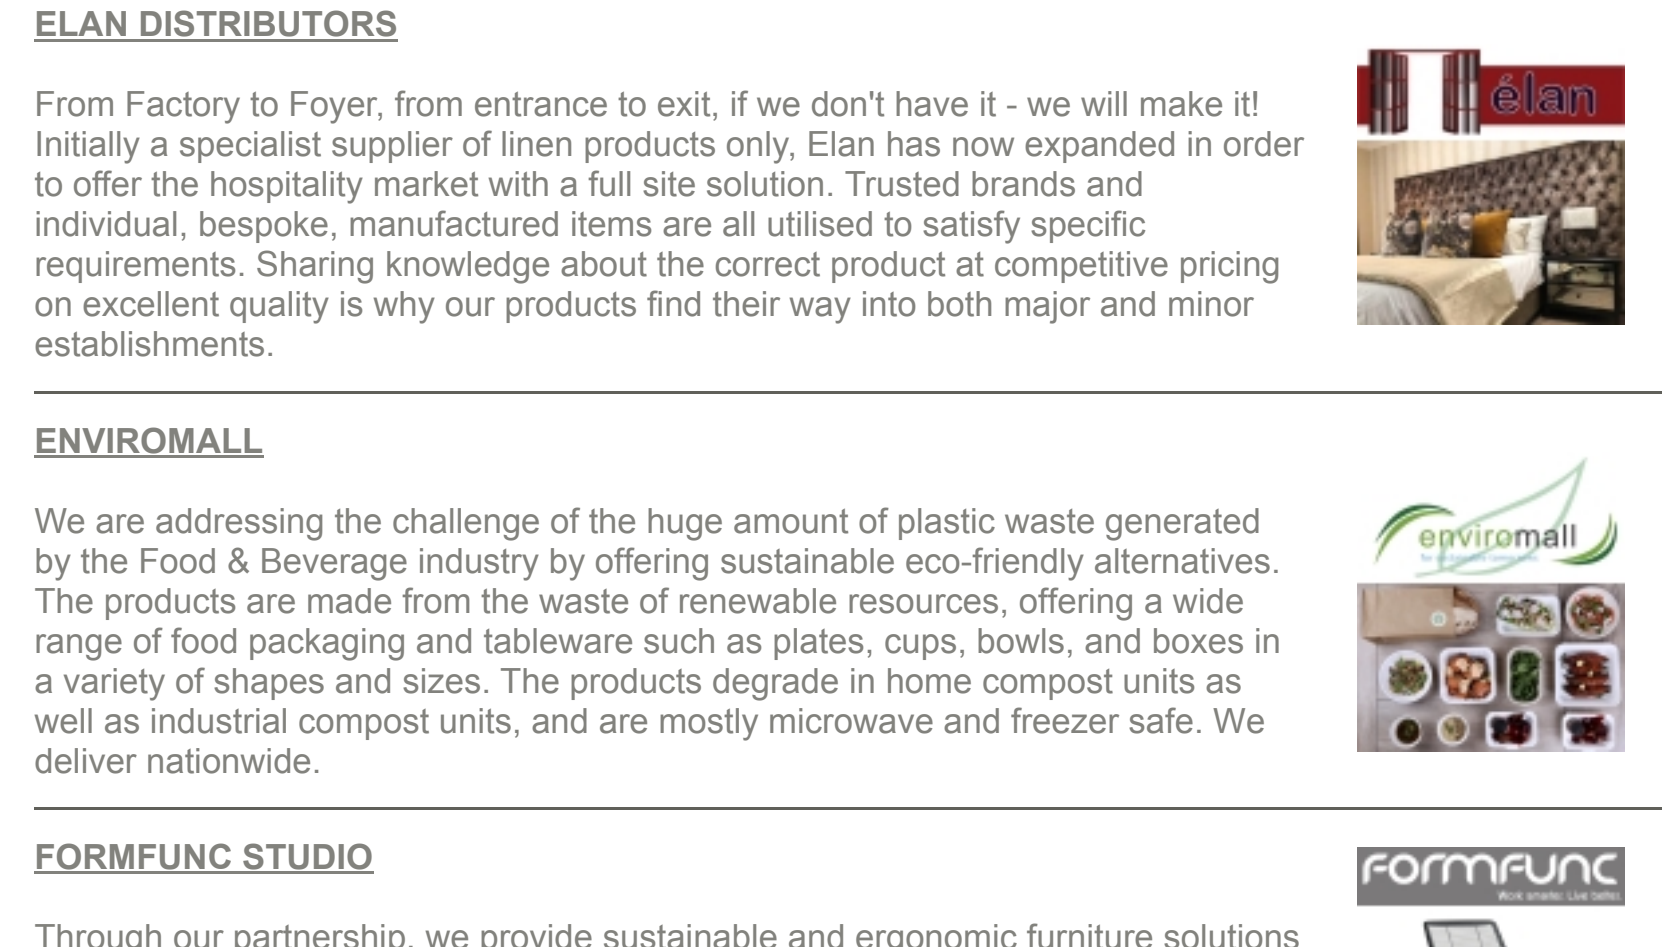 ELAN DISTRIBUTORS
From Factory to Foyer, from entrance to exit, if we don't have it - we will make it!
Initially a specialist supplier of linen products only, Elan has now expanded in order
to offer the hospitality market with a full site solution. Trusted brands and
individual, bespoke, manufactured items are all utilised to satisfy specific
requirements. Sharing knowledge about the correct product at competitive pricing
on excellent quality is why our products find their way into both major and minor
establishments.
élan
ENVIROMALL
We are addressing the challenge of the huge amount of plastic waste generated
by the Food & Beverage industry by offering sustainable eco-friendly alternatives.
The products are made from the waste of renewable resources, offering a wide
range of food packaging and tableware such as plates, cups, bowls, and boxes in
a variety of shapes and sizes. The products degrade in home compost units as
well as industrial compost units, and are mostly microwave and freezer safe. We
deliver nationwide.
enviromall
FORMFUNC STUDIO
Through our partnership, we provide sustainable and ergonomic furniture solutions
FORMFUNC
Work smarter. Live better.